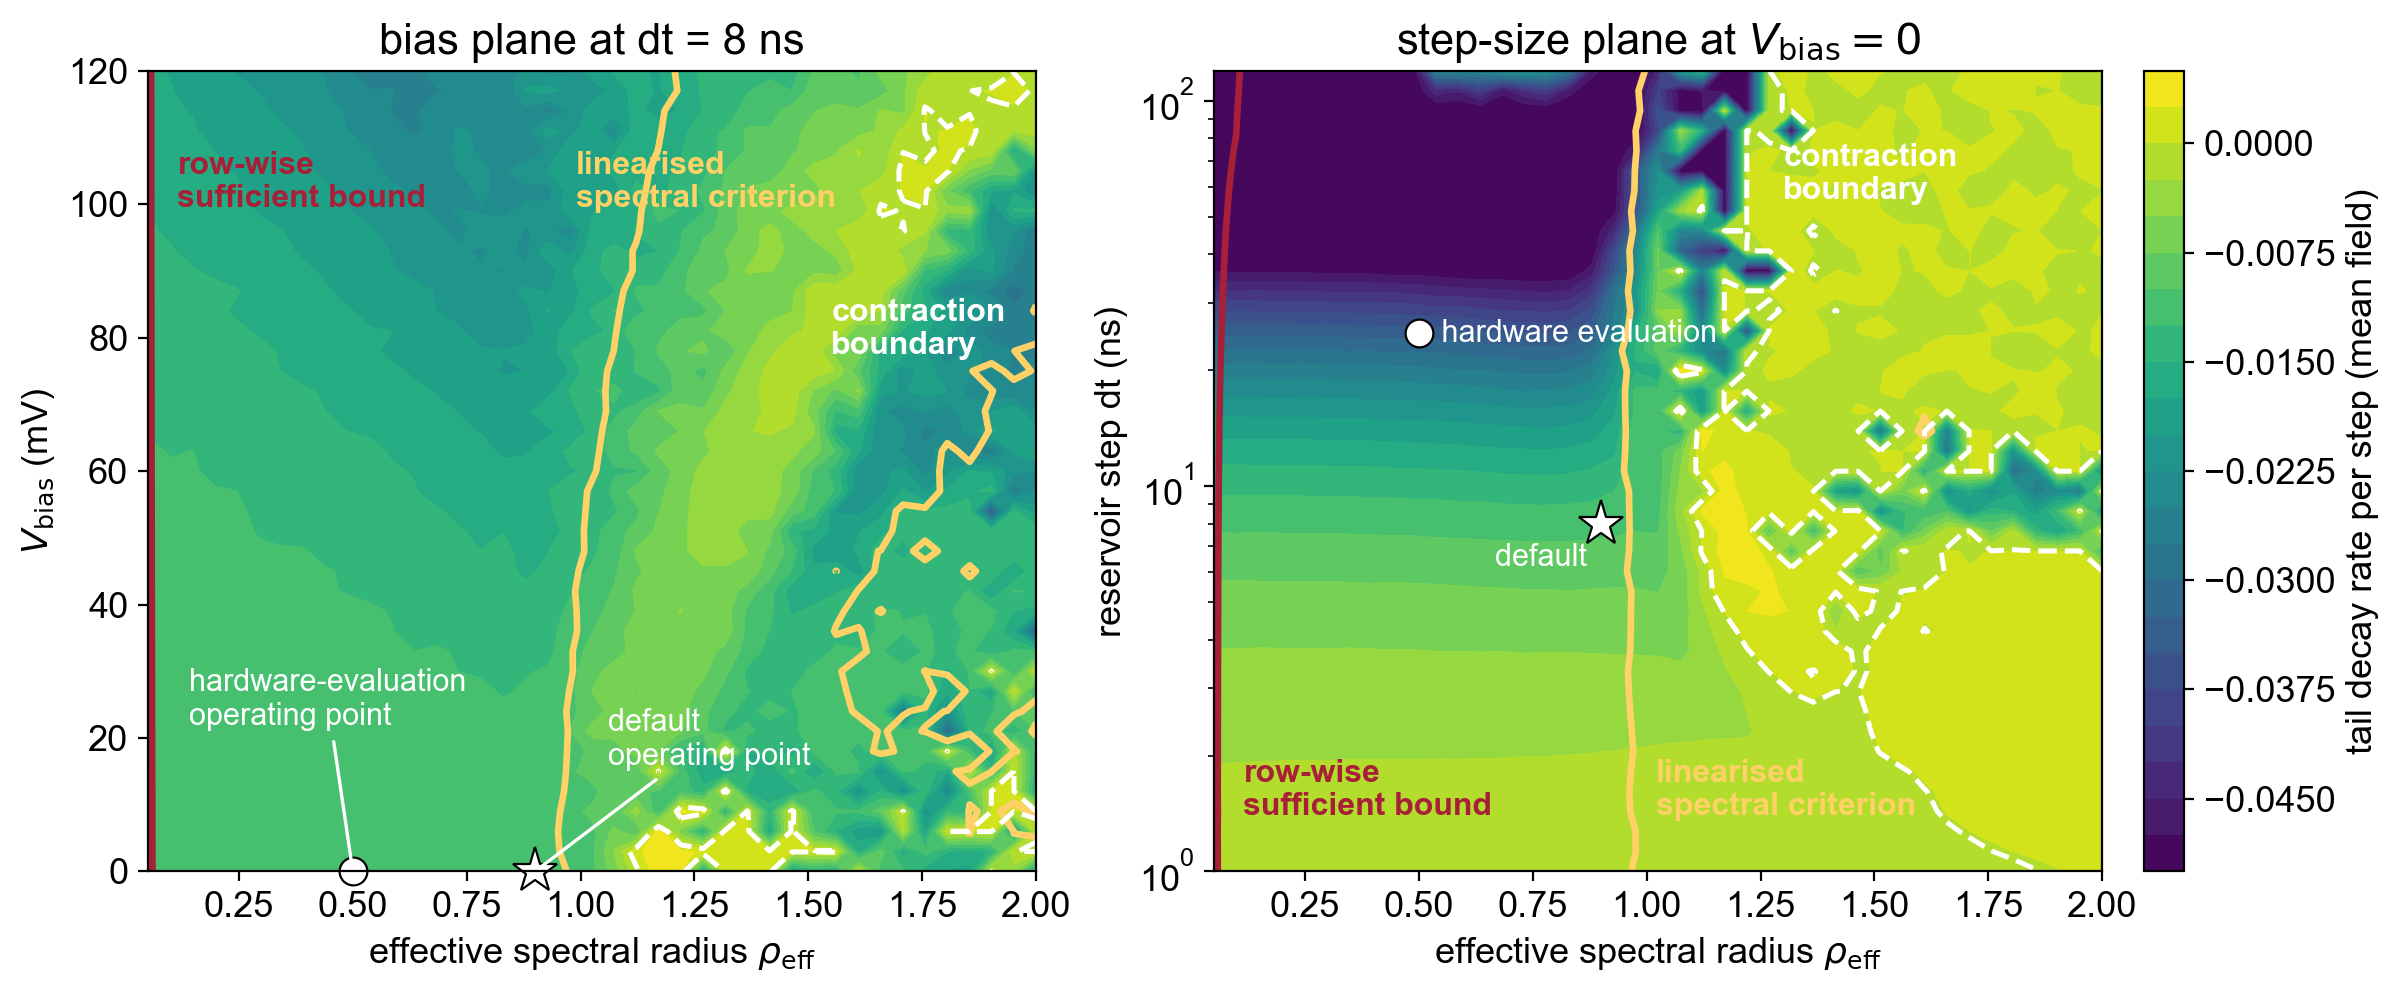 bias plane at dt = 8 ns
120
100
80
60
40
20
0
V_bias (mV)
row-wise
sufficient bound
linearised
spectral criterion
contraction
boundary
hardware-evaluation
operating point
default
operating point
0.25 0.50 0.75 1.00 1.25 1.50 1.75 2.00
effective spectral radius ρ_eff
step-size plane at V_bias = 0
10²
10¹
10⁰
reservoir step dt (ns)
contraction
boundary
hardware evaluation
default
row-wise
sufficient bound
linearised
spectral criterion
0.25 0.50 0.75 1.00 1.25 1.50 1.75 2.00
effective spectral radius ρ_eff
0.0000
−0.0075
−0.0150
−0.0225
−0.0300
−0.0375
−0.0450
tail decay rate per step (mean field)